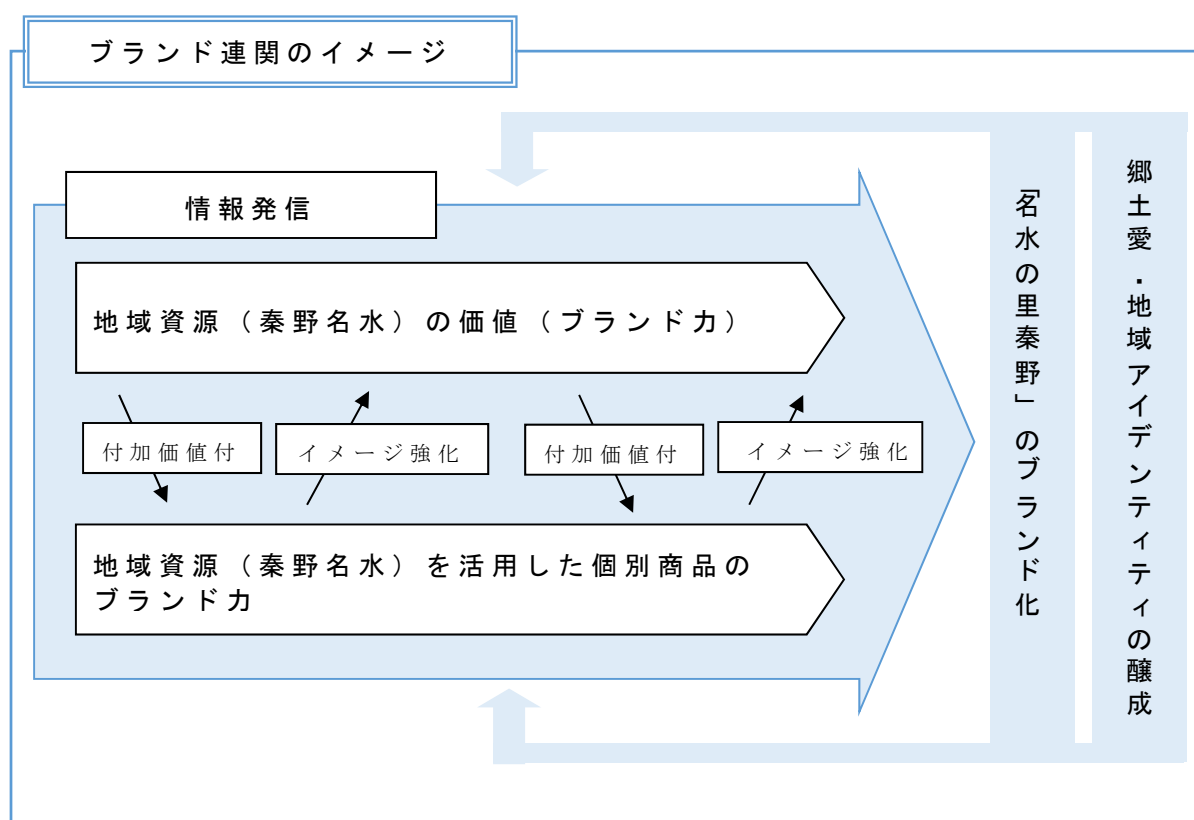 ブランド連関のイメージ
情報発信
地域資源（秦野名水）の価値（ブランド力）
付加価値付
イメージ強化
付加価値付
イメージ強化
地域資源（秦野名水）を活用した個別商品の
ブランド力
「名水の里秦野」のブランド化
郷土愛・地域アイデンティティの醸成